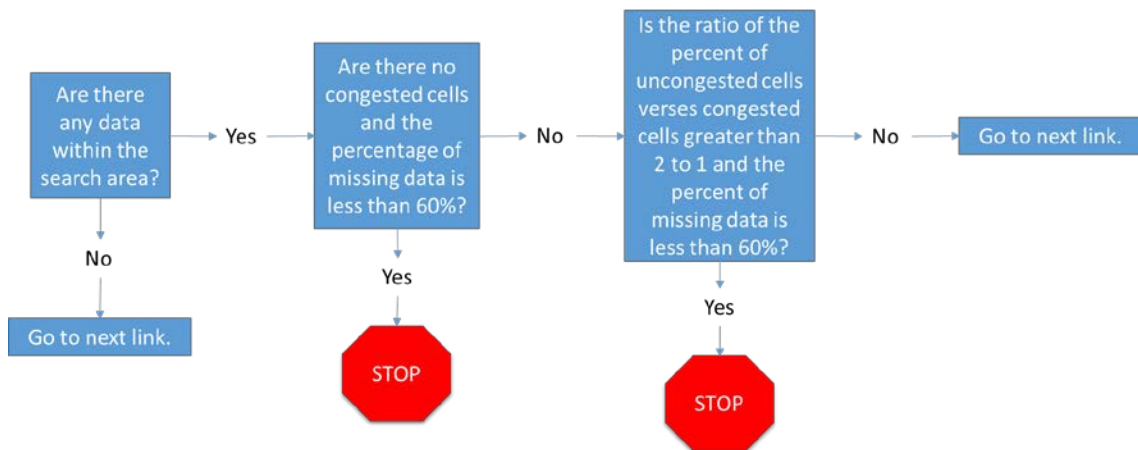 Are there
any data
within the
search area?
Yes
No
Go to next link.
Are there no
congested cells
and the
percentage of
missing data is
less than 60%?
No
Yes
STOP
Is the ratio of the
percent of
uncongested cells
verses congested
cells greater than
2 to 1 and the
percent of
missing data is
less than 60%?
No
Go to next link.
Yes
STOP